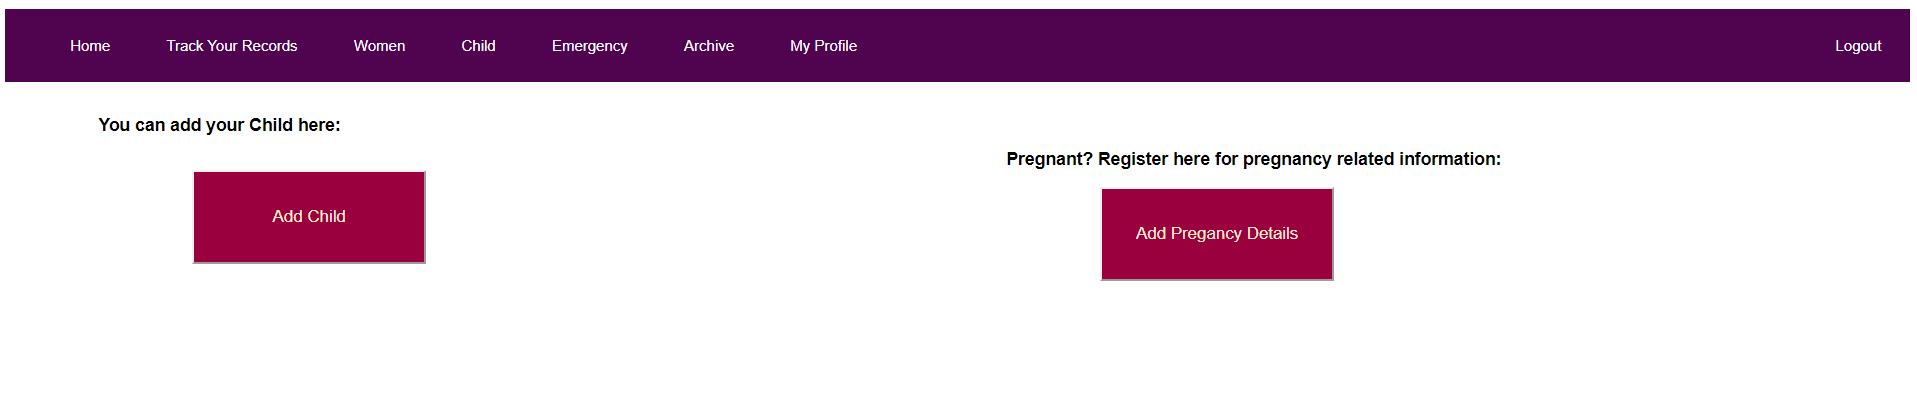 Home Track Your Records Women Child Emergency Archive My Profile Logout
You can add your Child here:
Add Child
Pregnant? Register here for pregnancy related information:
Add Pregancy Details